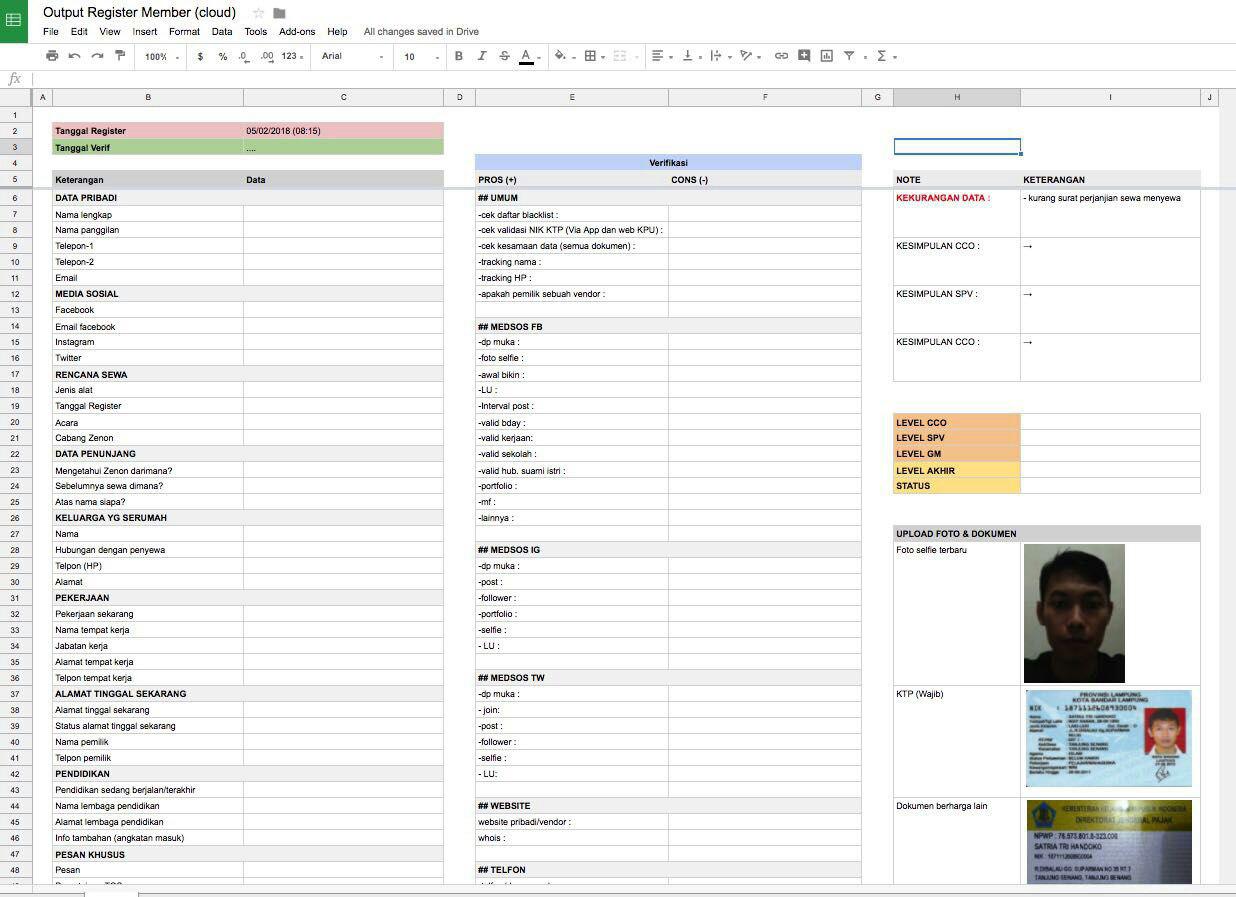 Output Register Member (cloud)
File Edit View Insert Format Data Tools Add-ons Help All changes saved in Drive
100% $ % .0 .00 123 Arial 10 B I S A Σ
fx
A B C D E F G H I J
1
2 Tanggal Register 05/02/2018 (08:15)
3 Tanggal Verif ....
4 Verifikasi
5 Keterangan Data PROS (+) CONS (-) NOTE KETERANGAN
6 DATA PRIBADI ## UMUM KEKURANGAN DATA : - kurang surat perjanjian sewa menyewa
7 Nama lengkap -cek daftar blacklist :
8 Nama panggilan -cek validasi NIK KTP (Via App dan web KPU) :
9 Telepon-1 -cek kesamaan data (semua dokumen) : KESIMPULAN CCO : →
10 Telepon-2 -tracking nama :
11 Email -tracking HP :
12 MEDIA SOSIAL -apakah pemilik sebuah vendor : KESIMPULAN SPV : →
13 Facebook
14 Email facebook ## MEDSOS FB
15 Instagram -dp muka : KESIMPULAN CCO : →
16 Twitter -foto selfie :
17 RENCANA SEWA -awal bikin :
18 Jenis alat -LU :
19 Tanggal Register -Interval post :
20 Acara -valid bday : LEVEL CCO
21 Cabang Zenon -valid kerjaan: LEVEL SPV
22 DATA PENUNJANG -valid sekolah : LEVEL GM
23 Mengetahui Zenon darimana? -valid hub. suami istri : LEVEL AKHIR
24 Sebelumnya sewa dimana? -portfolio : STATUS
25 Atas nama siapa? -mf :
26 KELUARGA YG SERUMAH -lainnya :
27 Nama UPLOAD FOTO & DOKUMEN
28 Hubungan dengan penyewa ## MEDSOS IG Foto selfie terbaru
29 Telpon (HP) -dp muka :
30 Alamat -post :
31 PEKERJAAN -follower :
32 Pekerjaan sekarang -portfolio :
33 Nama tempat kerja -selfie :
34 Jabatan kerja - LU :
35 Alamat tempat kerja
36 Telpon tempat kerja ## MEDSOS TW
37 ALAMAT TINGGAL SEKARANG -dp muka : KTP (Wajib)
38 Alamat tinggal sekarang - join:
39 Status alamat tinggal sekarang -post :
40 Nama pemilik -follower :
41 Telpon pemilik -selfie :
42 PENDIDIKAN - LU:
43 Pendidikan sedang berjalan/terakhir
44 Nama lembaga pendidikan ## WEBSITE Dokumen berharga lain
45 Alamat lembaga pendidikan website pribadi/vendor :
46 Info tambahan (angkatan masuk) whois :
47 PESAN KHUSUS
48 Pesan ## TELFON
PROVINSI LAMPUNG
KOTA BANDAR LAMPUNG
NIK :
DIREKTORAT JENDERAL PAJAK
NPWP :
SATRIA TRI HANDOKO
NIK :
TANJUNG SENANG, TANJUNG SENANG